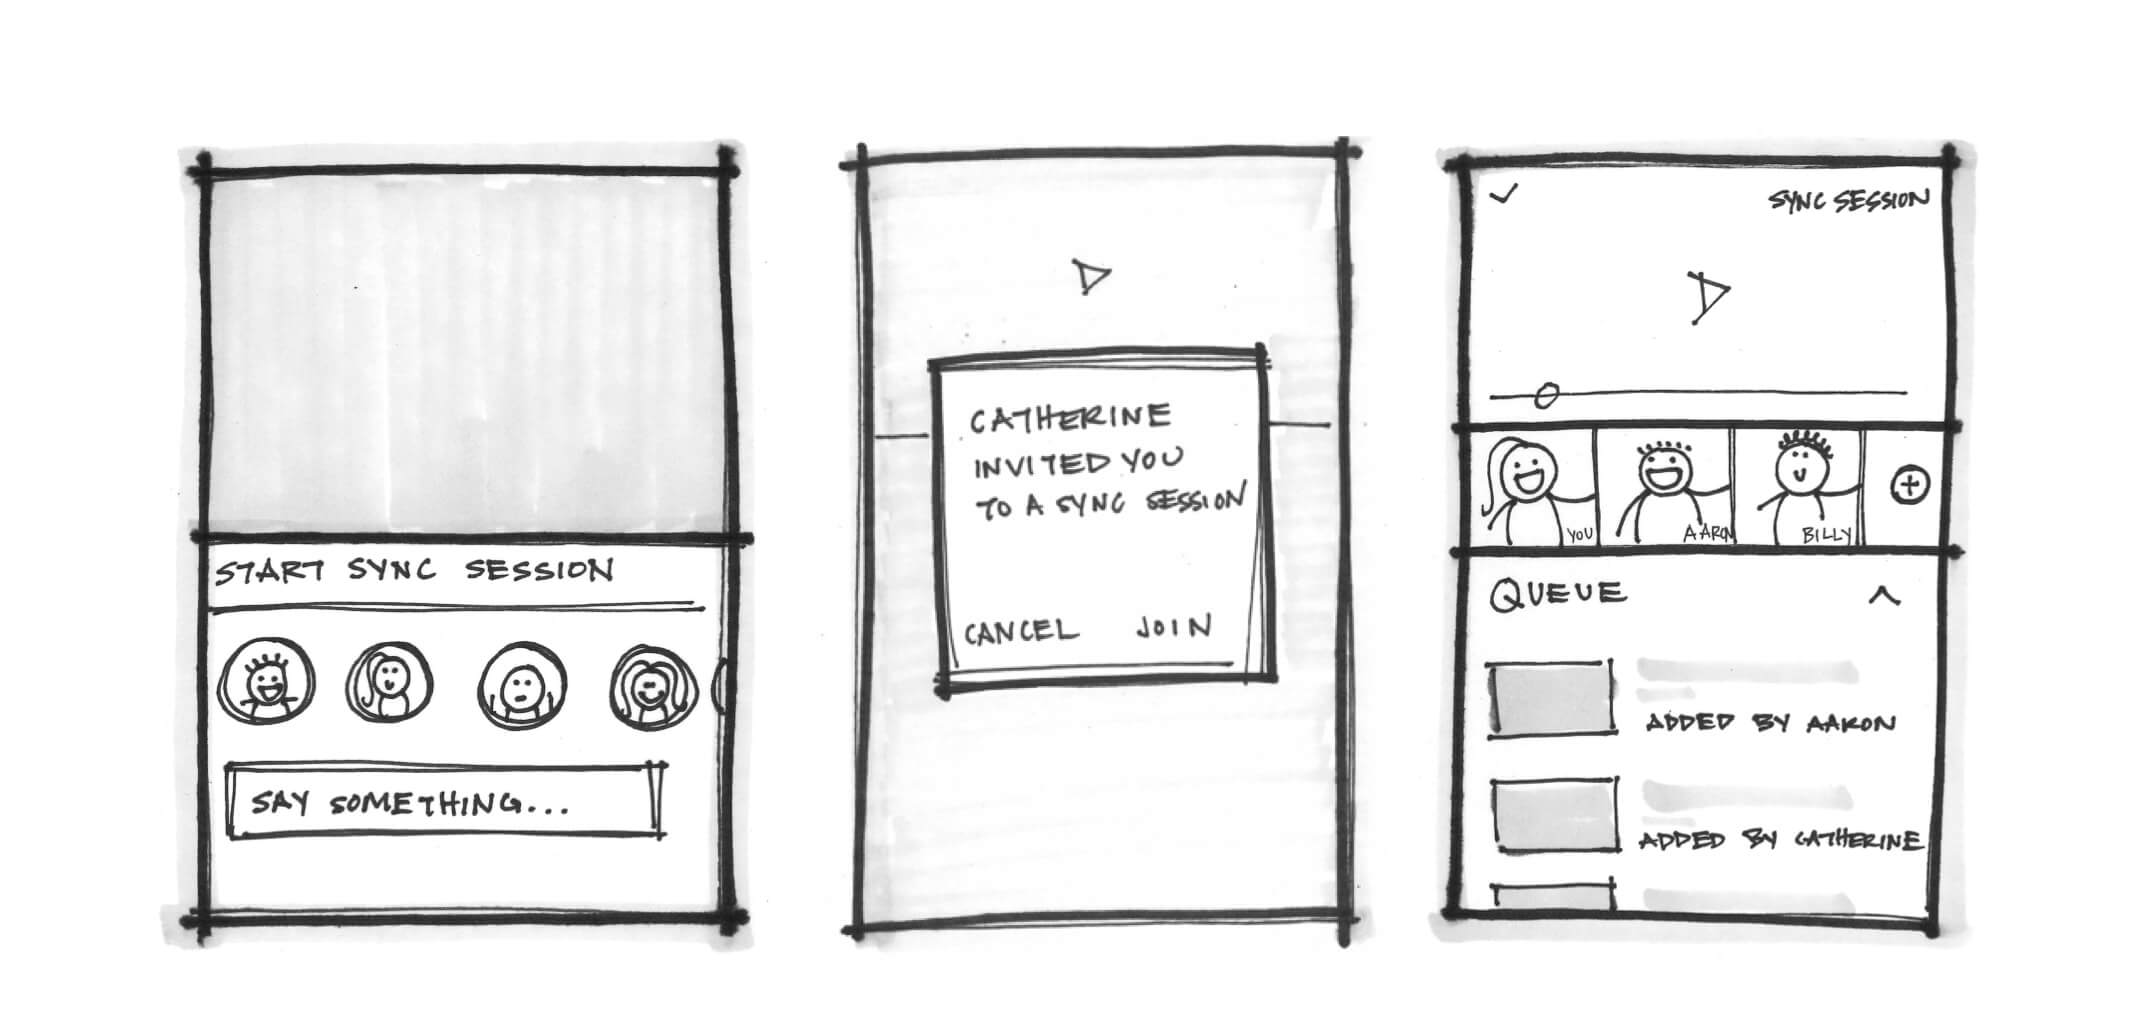 START SYNC SESSION
SAY SOMETHING...
CATHERINE
INVITED YOU
TO A SYNC SESSION
CANCEL JOIN
SYNC SESSION
YOU AARON BILLY
QUEUE
ADDED BY AARON
ADDED BY CATHERINE